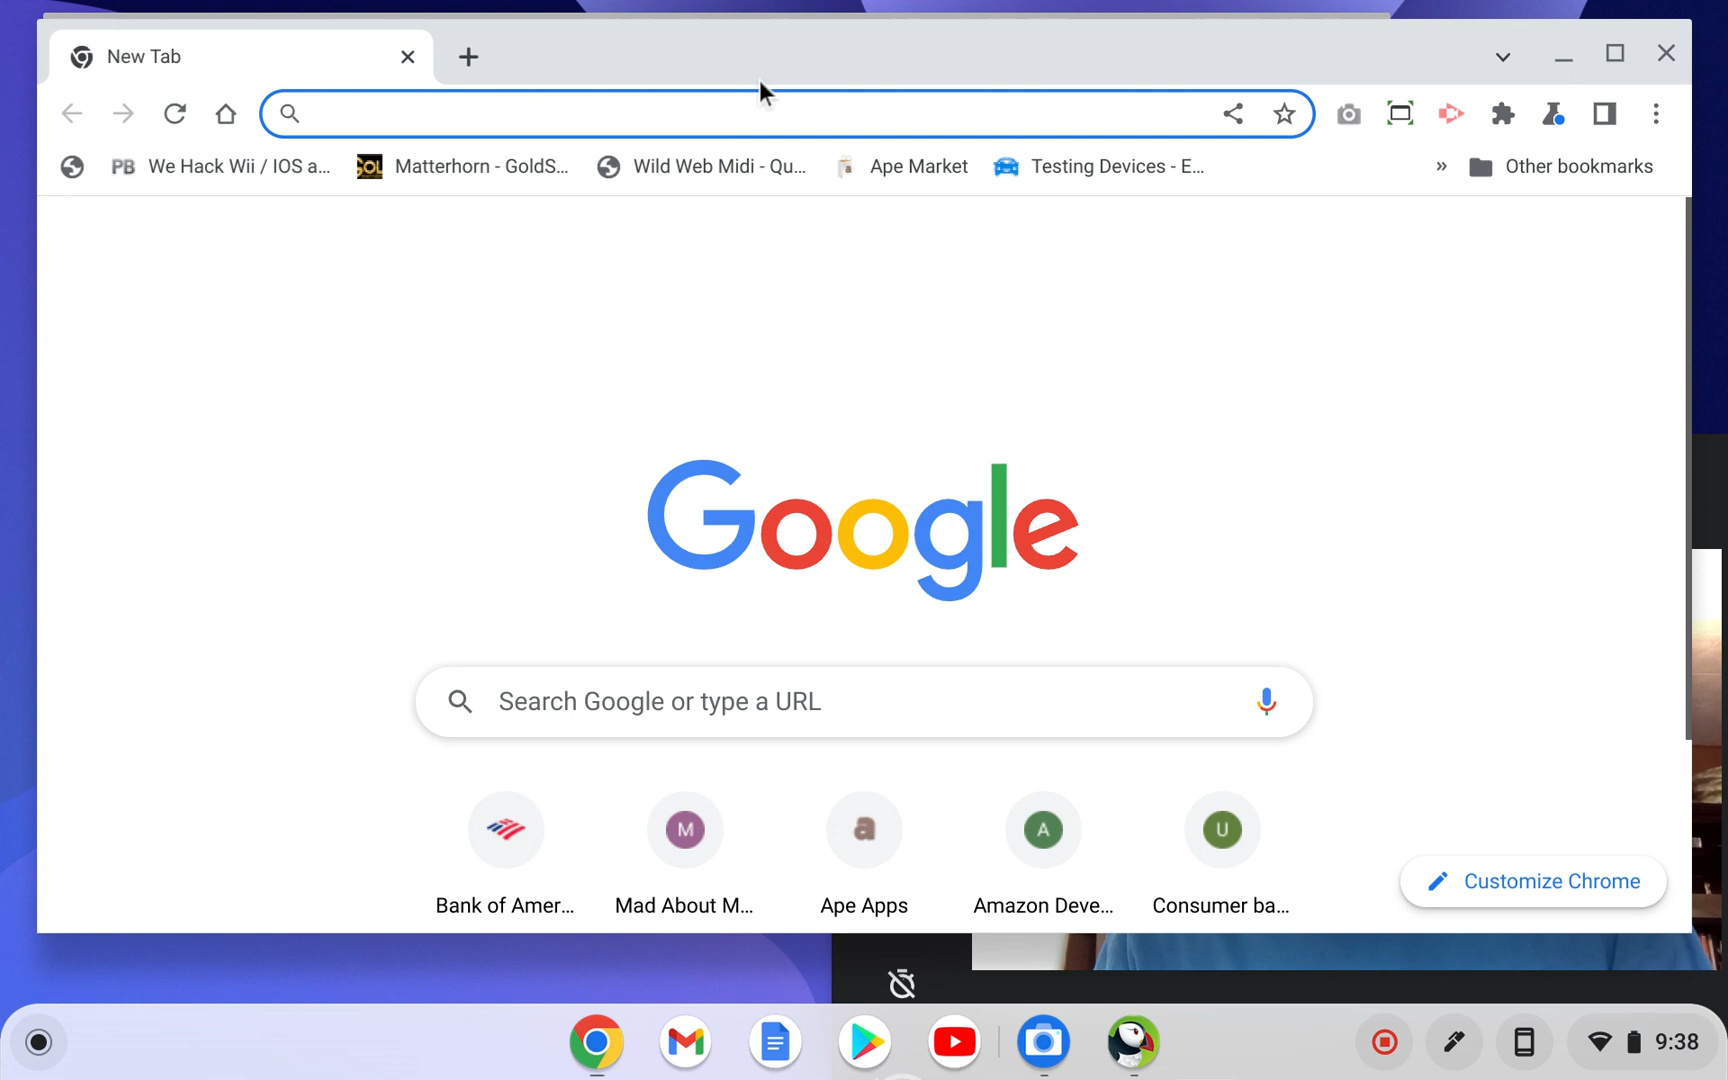 New Tab
PB We Hack Wii / IOS a...
GOL Matterhorn - GoldS...
Wild Web Midi - Qu...
Ape Market
Testing Devices - E...
» Other bookmarks
Google
Search Google or type a URL
M
a
A
U
Bank of Amer...
Mad About M...
Ape Apps
Amazon Deve...
Consumer ba...
Customize Chrome
9:38